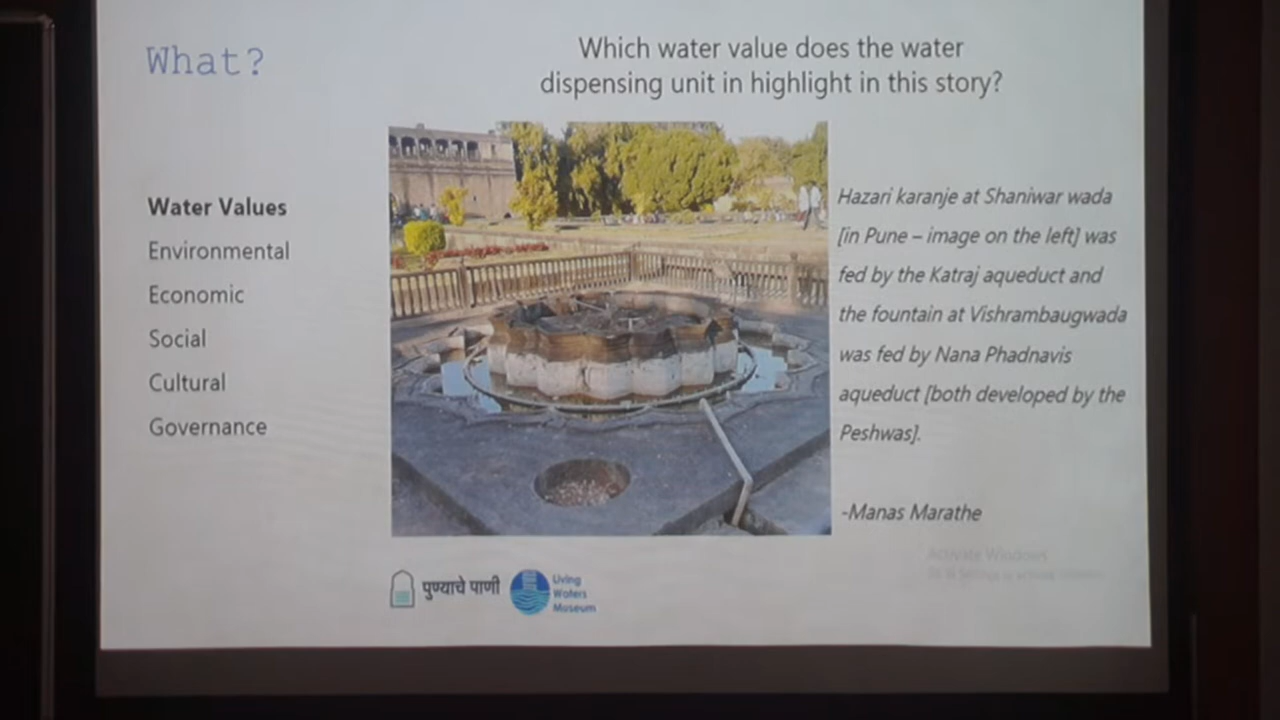 What?
Which water value does the water
dispensing unit in highlight in this story?
Water Values
Environmental
Economic
Social
Cultural
Governance
Hazari karanje at Shaniwar wada
[in Pune – image on the left] was
fed by the Katraj aqueduct and
the fountain at Vishrambaugwada
was fed by Nana Phadnavis
aqueduct [both developed by the
Peshwas].
-Manas Marathe
Activate Windows
पुण्याचे पाणी
Living
Waters
Museum